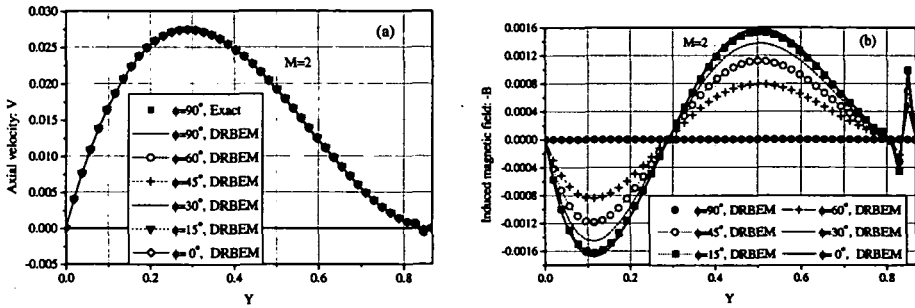 (a)
M=2
Axial velocity: V
0.030
0.025
0.020
0.015
0.010
0.005
0.000
-0.005
ϕ=90°, Exact
ϕ=90°, DRBEM
ϕ=60°, DRBEM
ϕ=45°, DRBEM
ϕ=30°, DRBEM
ϕ=15°, DRBEM
ϕ=0°, DRBEM
0.0 0.2 0.4 0.6 0.8
Y
(b)
M=2
Induced magnetic field: -B
0.0016
0.0012
0.0008
0.0004
0.0000
-0.0004
-0.0008
-0.0012
-0.0016
ϕ=90°, DRBEM ϕ=60°, DRBEM
ϕ=45°, DRBEM ϕ=30°, DRBEM
ϕ=15°, DRBEM ϕ=0°, DRBEM
0.0 0.2 0.4 0.6 0.8
Y